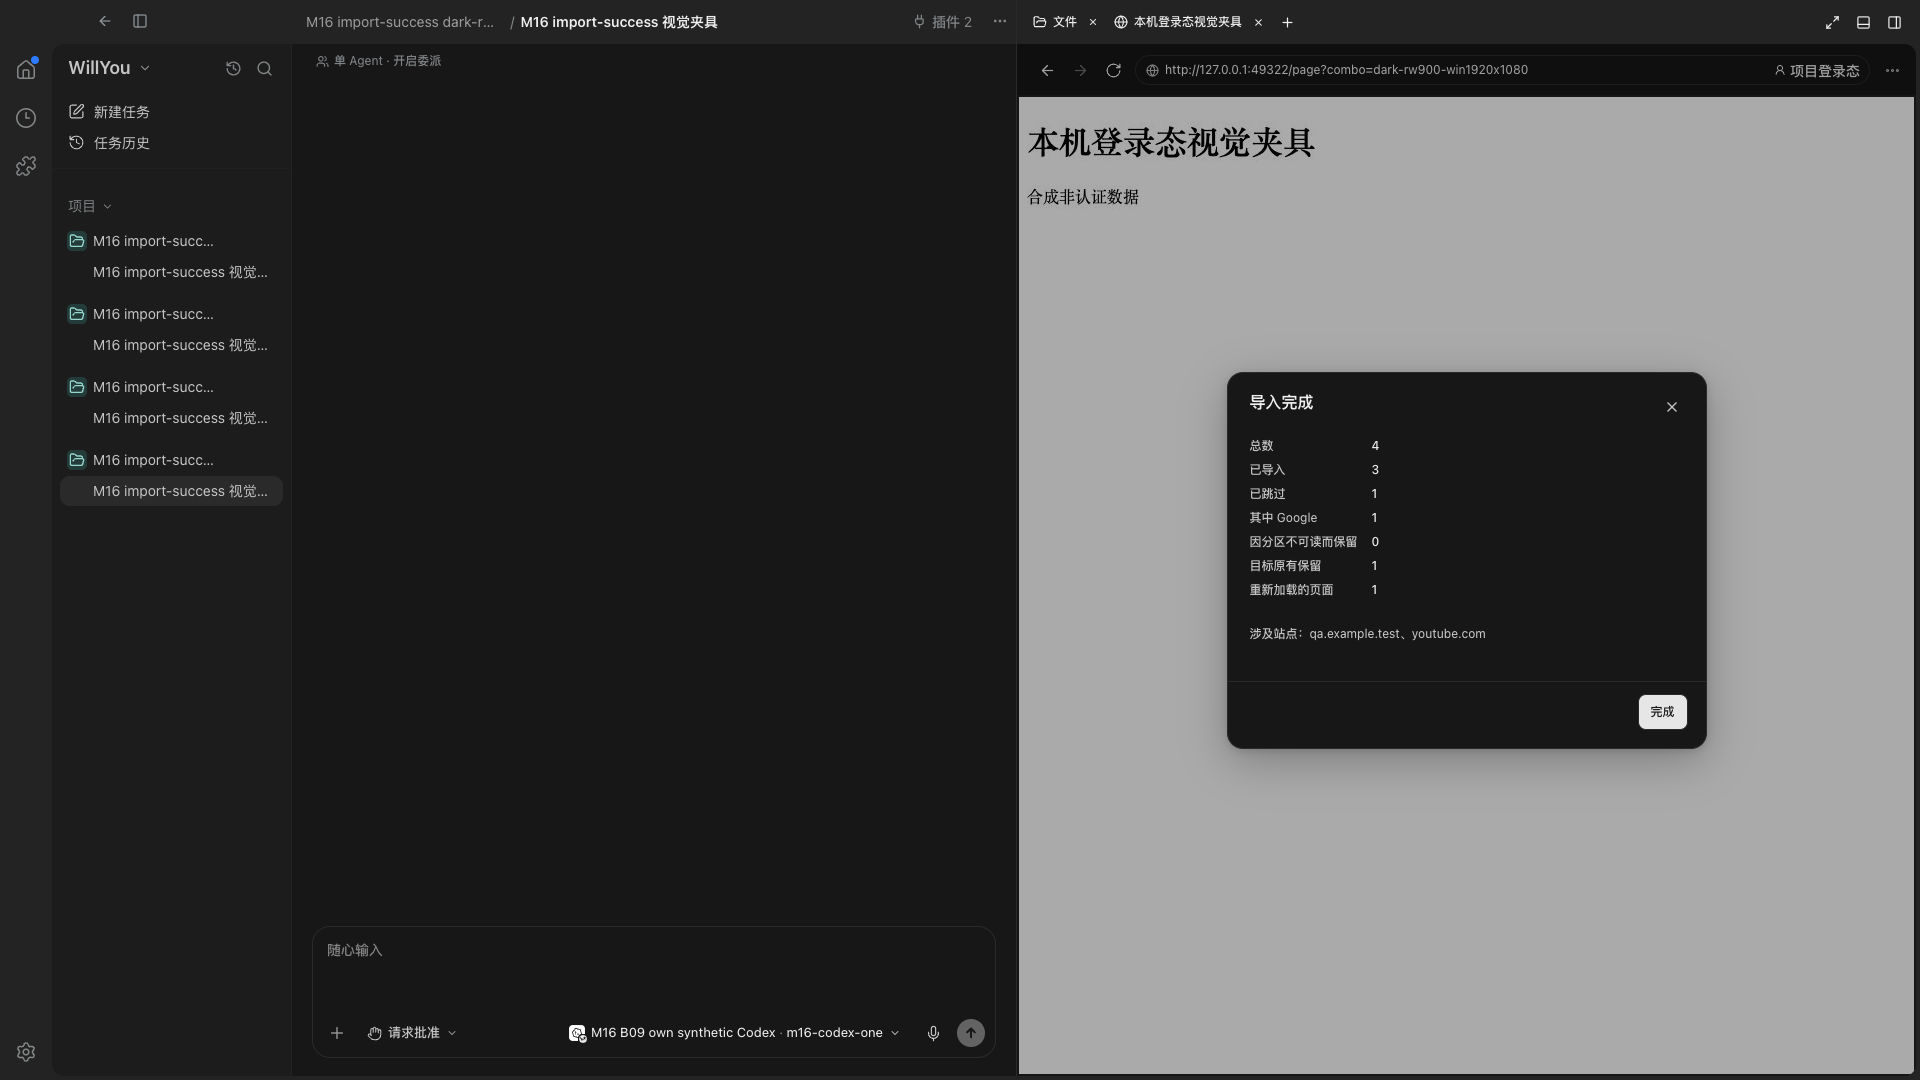 M16 import-success dark-r... / M16 import-success 视觉夹具
插件 2
文件
本机登录态视觉夹具
WillYou
新建任务
任务历史
项目
M16 import-succ...
M16 import-success 视觉...
M16 import-succ...
M16 import-success 视觉...
M16 import-succ...
M16 import-success 视觉...
M16 import-succ...
M16 import-success 视觉...
单 Agent · 开启委派
随心输入
请求批准
M16 B09 own synthetic Codex · m16-codex-one
http://127.0.0.1:49322/page?combo=dark-rw900-win1920x1080
项目登录态
本机登录态视觉夹具
合成非认证数据
导入完成
总数 4
已导入 3
已跳过 1
其中 Google 1
因分区不可读而保留 0
目标原有保留 1
重新加载的页面 1
涉及站点：qa.example.test、youtube.com
完成